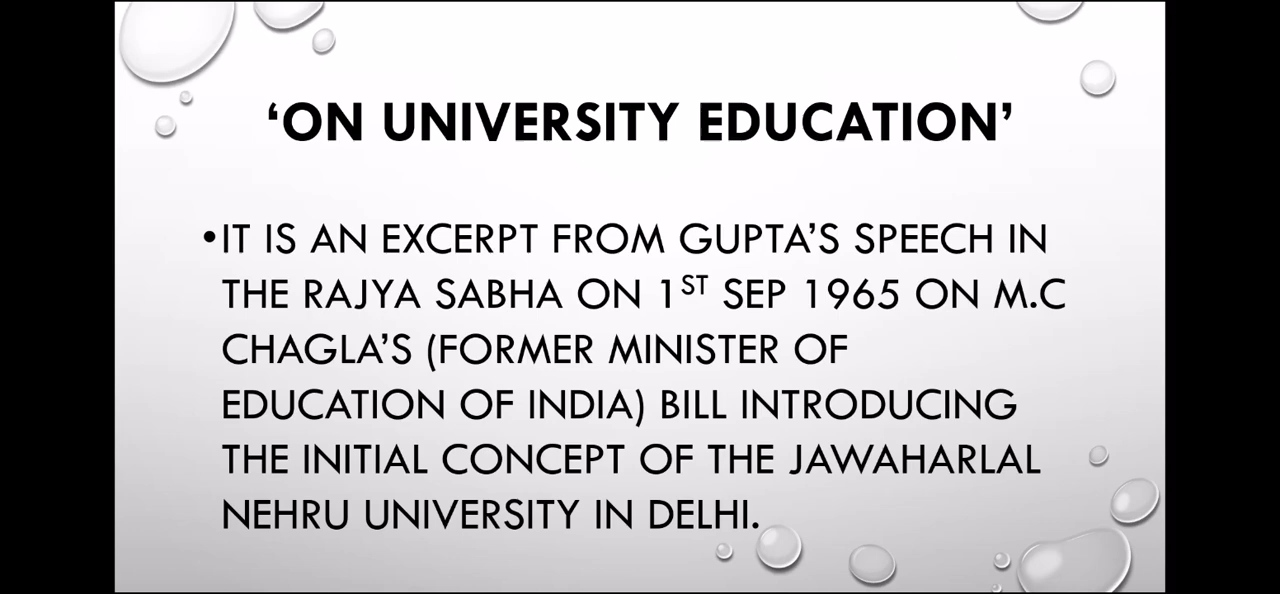 ‘ON UNIVERSITY EDUCATION’
•IT IS AN EXCERPT FROM GUPTA’S SPEECH IN
THE RAJYA SABHA ON 1ST SEP 1965 ON M.C
CHAGLA’S (FORMER MINISTER OF
EDUCATION OF INDIA) BILL INTRODUCING
THE INITIAL CONCEPT OF THE JAWAHARLAL
NEHRU UNIVERSITY IN DELHI.